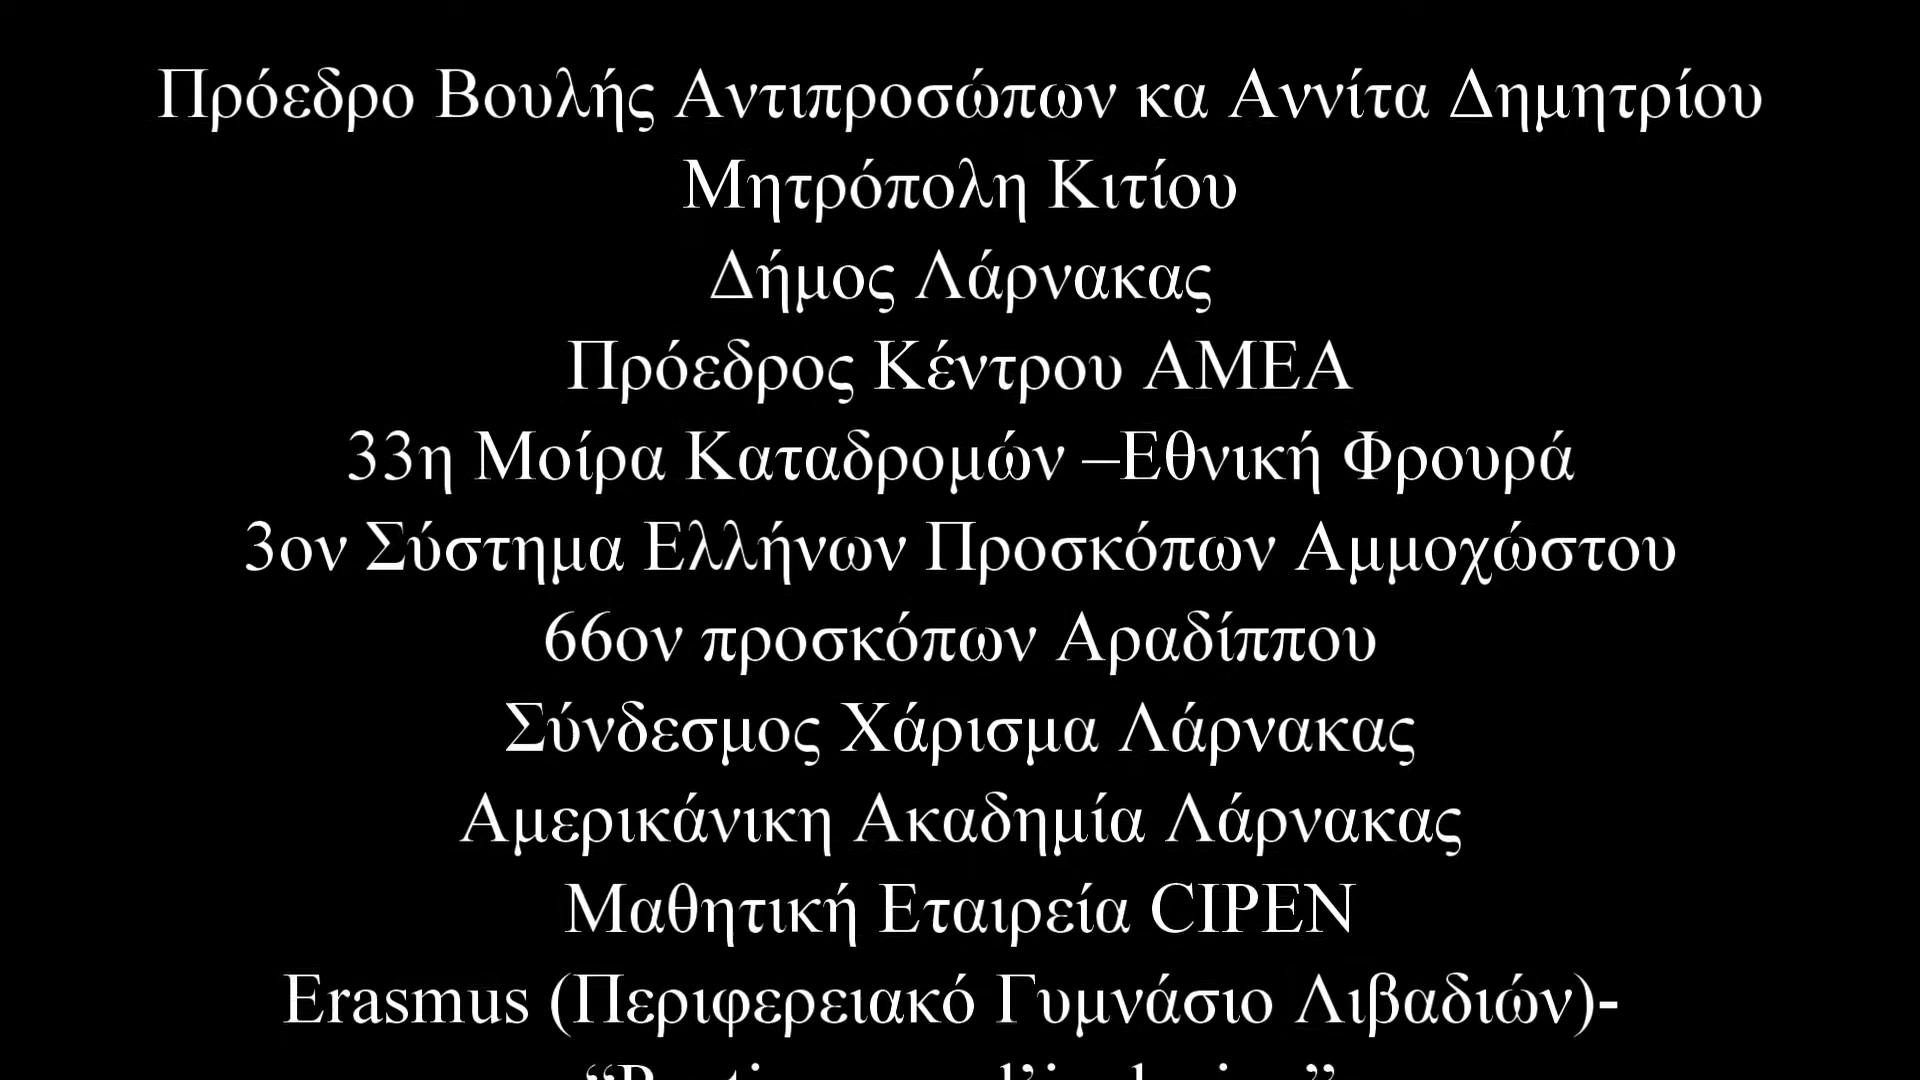 Πρόεδρο Βουλής Αντιπροσώπων κα Αννίτα Δημητρίου
Μητρόπολη Κιτίου
Δήμος Λάρνακας
Πρόεδρος Κέντρου ΑΜΕΑ
33η Μοίρα Καταδρομών –Εθνική Φρουρά
3ον Σύστημα Ελλήνων Προσκόπων Αμμοχώστου
66ον προσκόπων Αραδίππου
Σύνδεσμος Χάρισμα Λάρνακας
Αμερικάνικη Ακαδημία Λάρνακας
Μαθητική Εταιρεία CIPEN
Erasmus (Περιφερειακό Γυμνάσιο Λιβαδιών)-